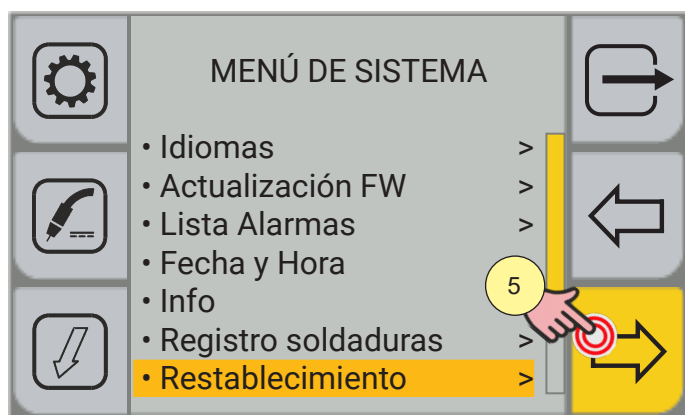 MENÚ DE SISTEMA
• Idiomas >
• Actualización FW >
• Lista Alarmas >
• Fecha y Hora
• Info
• Registro soldaduras >
• Restablecimiento >
5